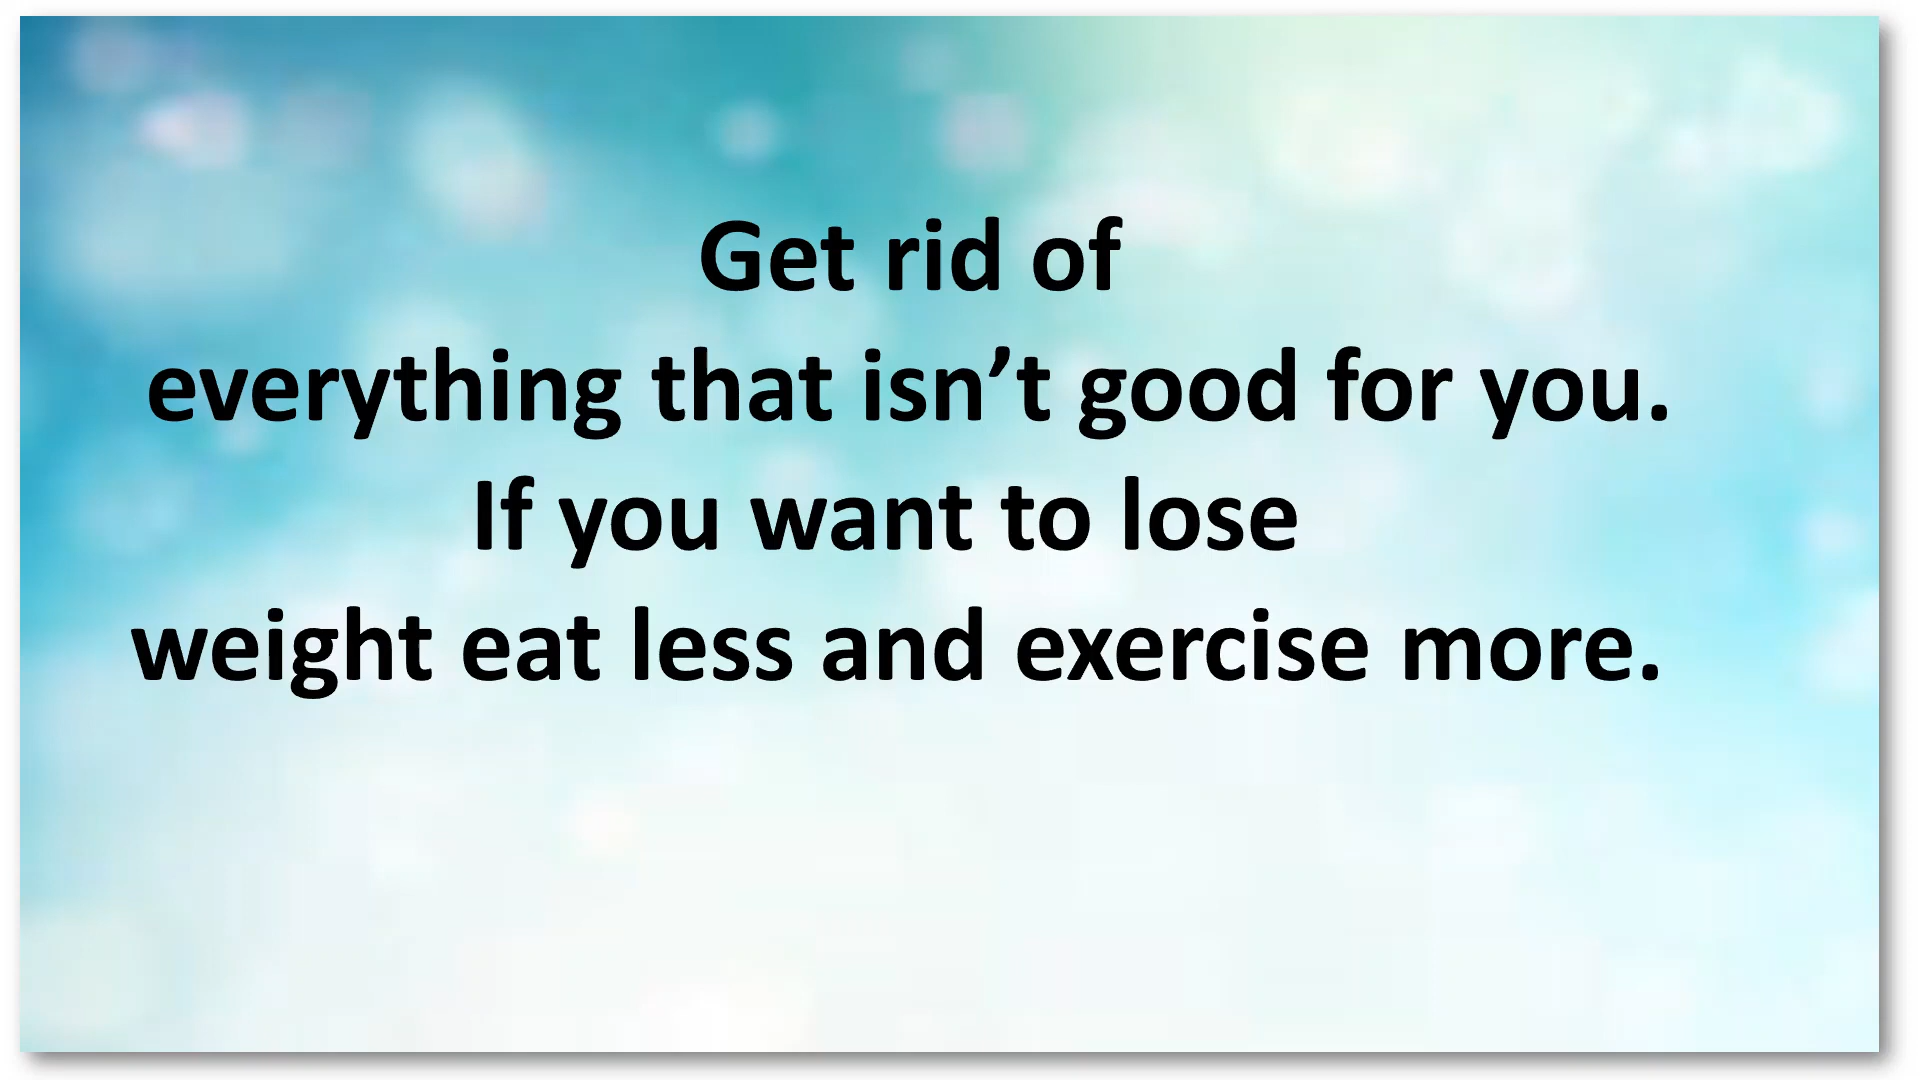 Get rid of
everything that isn’t good for you.
If you want to lose
weight eat less and exercise more.